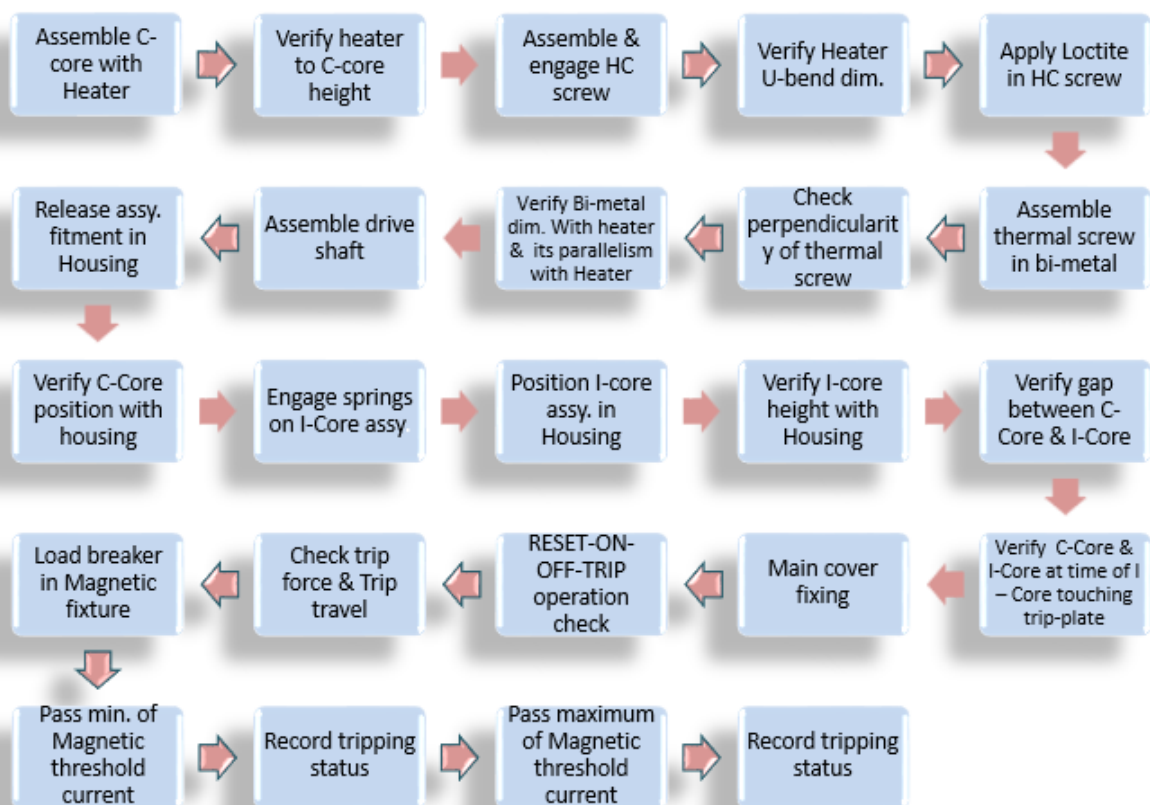 Assemble C-
core with
Heater
Verify heater
to C-core
height
Assemble &
engage HC
screw
Verify Heater
U-bend dim.
Apply Loctite
in HC screw
Release assy.
fitment in
Housing
Assemble drive
shaft
Verify Bi-metal
dim. With heater
& its parallelism
with Heater
Check
perpendicularit
y of thermal
screw
Assemble
thermal screw
in bi-metal
Verify C-Core
position with
housing
Engage springs
on I-Core assy.
Position I-core
assy. in
Housing
Verify I-core
height with
Housing
Verify gap
between C-
Core & I-Core
Load breaker
in Magnetic
fixture
Check trip
force & Trip
travel
RESET-ON-
OFF-TRIP
operation
check
Main cover
fixing
Verify C-Core &
I-Core at time of I
– Core touching
trip-plate
Pass min. of
Magnetic
threshold
current
Record tripping
status
Pass maximum
of Magnetic
threshold
current
Record tripping
status